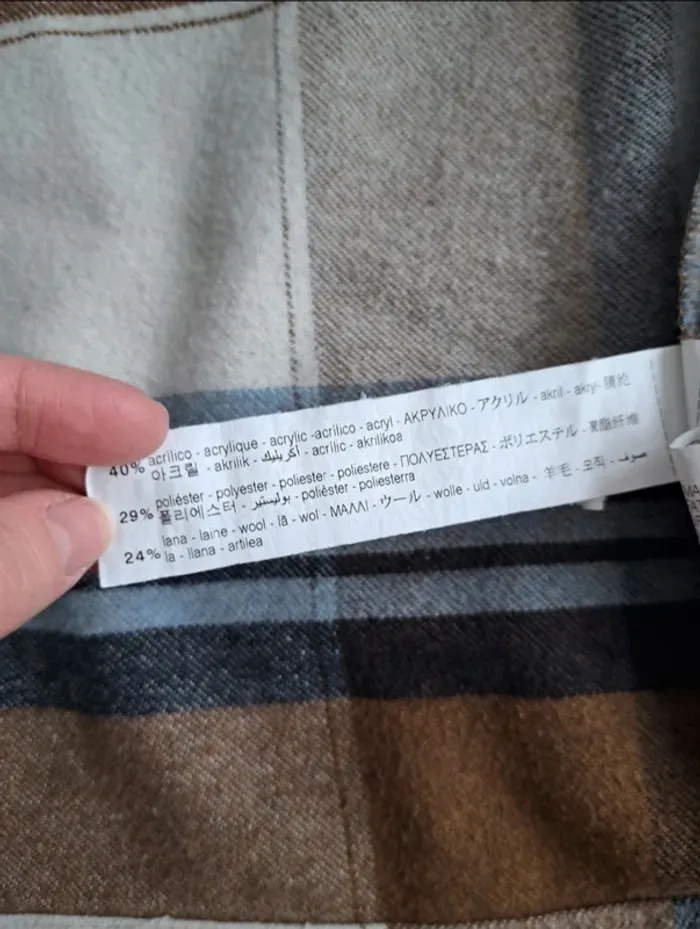 acrílico - acrylique - acrylic -acrílico - acryl - ΑΚΡΥΛΙΚΟ - アクリル - akril - akryl- 腈纶
40% 아크릴 - akrilik - أكريليك - acrilic - akrilikoa
poliéster - polyester - poliester - poliestere - ΠΟΛΥΕΣΤΕΡΑΣ - ポリエステル - 聚酯纤维
29% 폴리에스터 - بوليستير - polièster - poliesterra
lana - laine - wool - lã - wol - ΜΑΛΛΙ - ウール - wolle - uld - volna - 羊毛 - 모직 - صوف -
24% la - llana - artilea